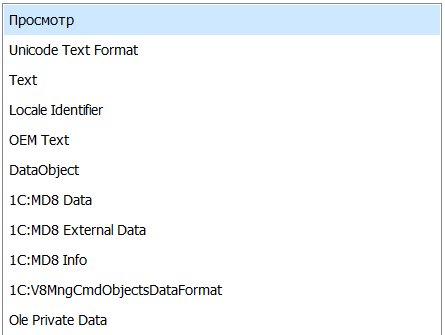 Просмотр
Unicode Text Format
Text
Locale Identifier
OEM Text
DataObject
1C:MD8 Data
1C:MD8 External Data
1C:MD8 Info
1C:V8MngCmdObjectsDataFormat
Ole Private Data